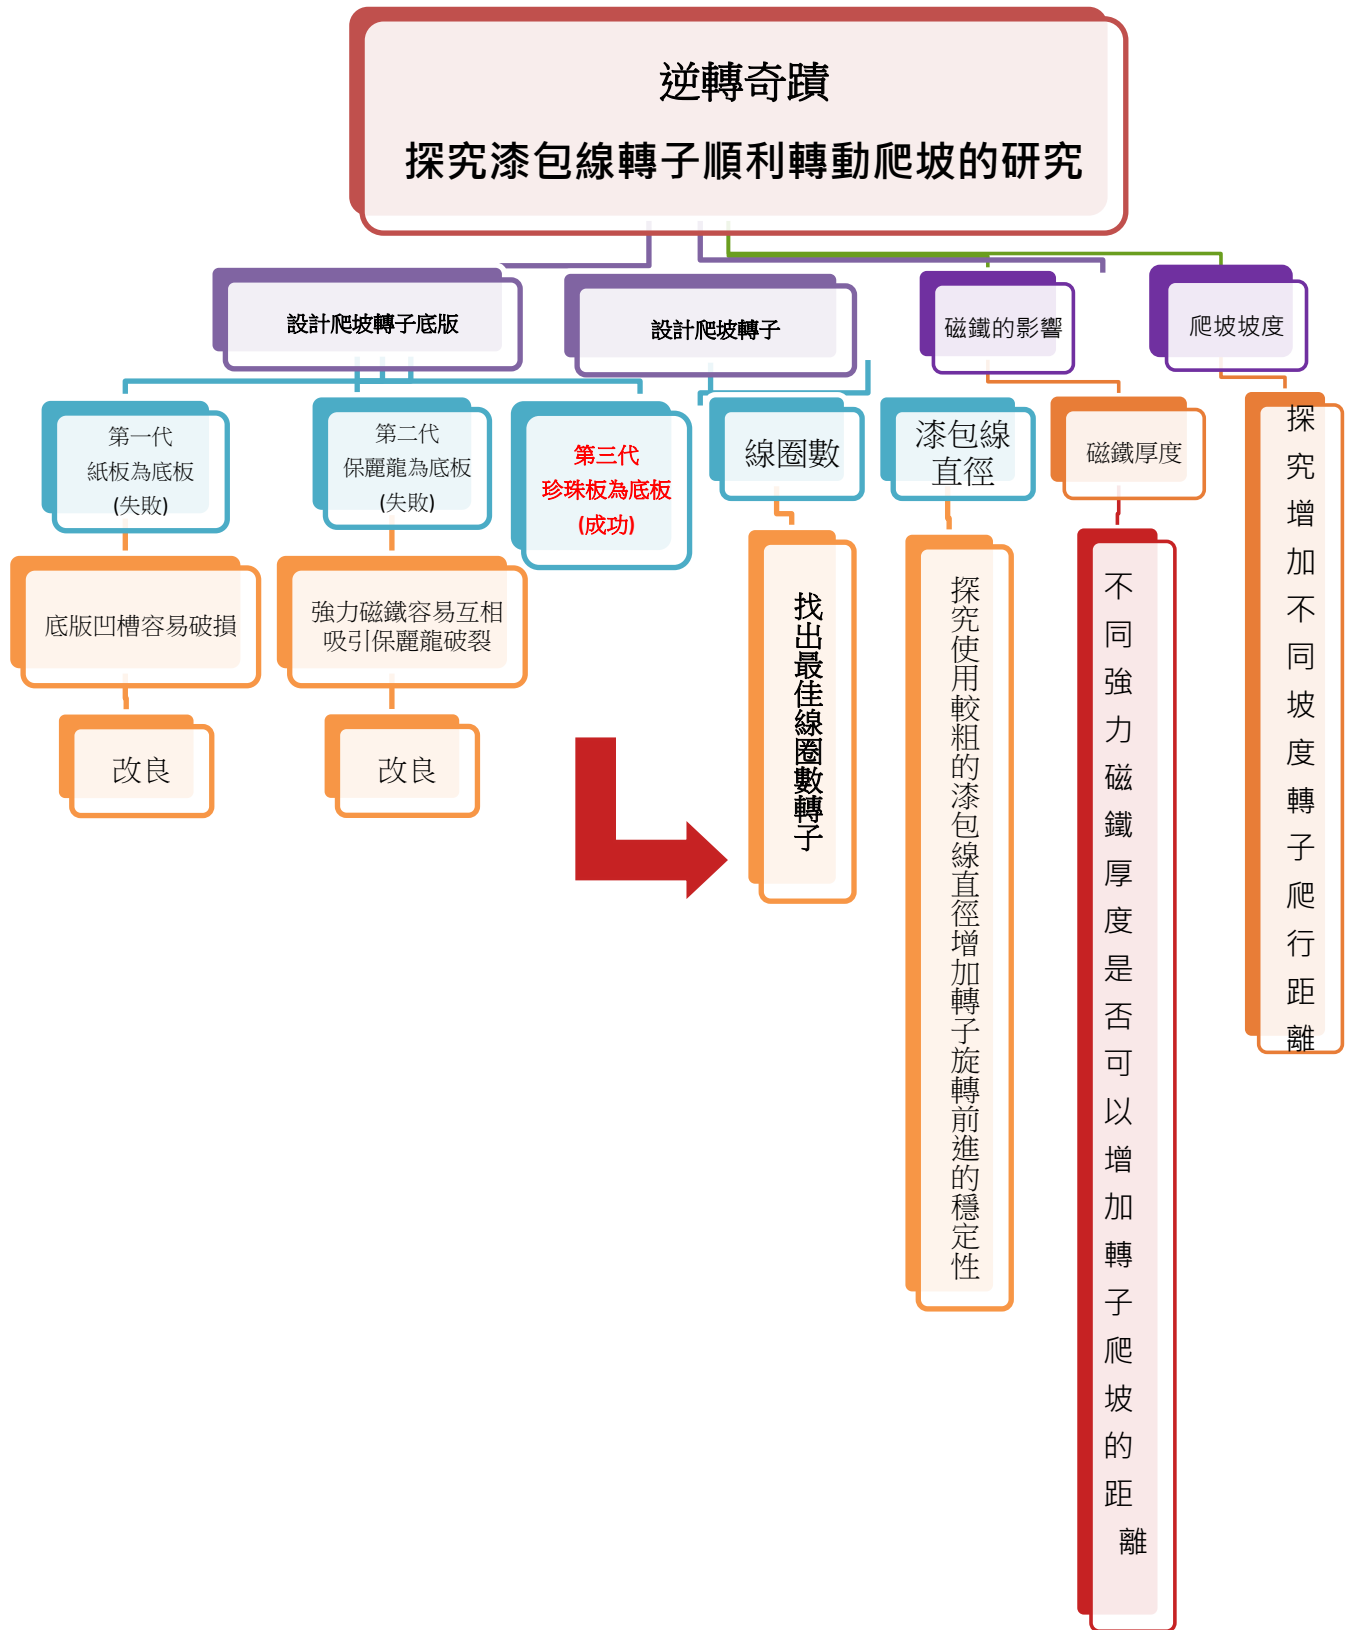 逆轉奇蹟
探究漆包線轉子順利轉動爬坡的研究
設計爬坡轉子底版
設計爬坡轉子
磁鐵的影響
爬坡坡度
第一代
紙板為底板
(失敗)
第二代
保麗龍為底板
(失敗)
第三代
珍珠板為底板
(成功)
線圈數
漆包線
直徑
磁鐵厚度
探究增加不同坡度轉子爬行距離
底版凹槽容易破損
強力磁鐵容易互相
吸引保麗龍破裂
找出最佳線圈數轉子
探究使用較粗的漆包線直徑增加轉子旋轉前進的穩定性
不同強力磁鐵厚度是否可以增加轉子爬坡的距離
改良
改良